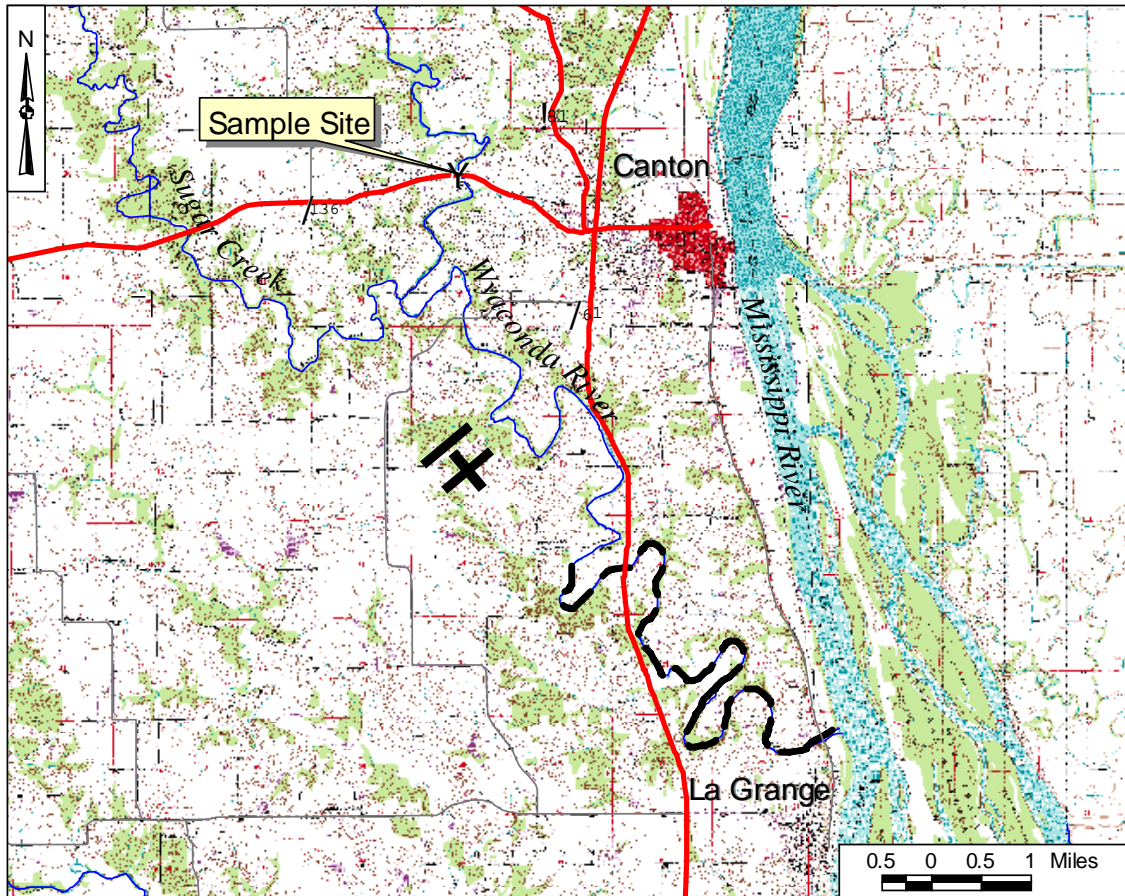 N
Sample Site
81
Canton
136
Sugar Creek
Wyaconda River
61
Mississippi River
La Grange
0.5 0 0.5 1 Miles